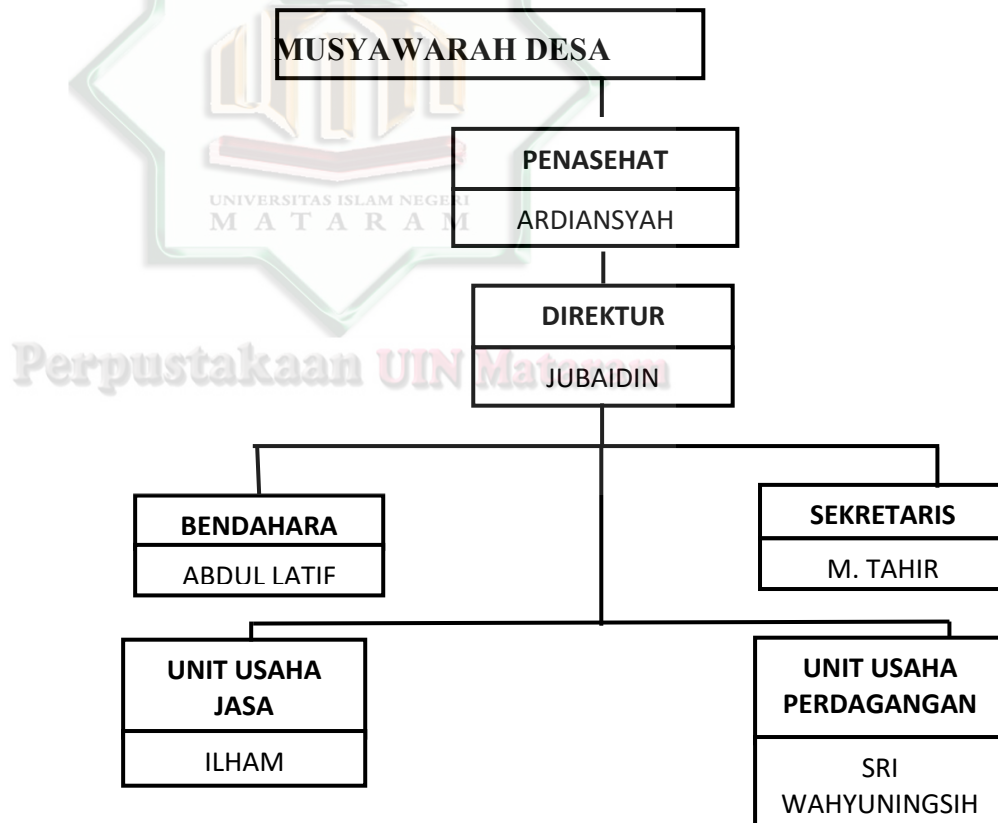 MUSYAWARAH DESA
PENASEHAT
ARDIANSYAH
UNIVERSITAS ISLAM NEGERI
MATARAM
DIREKTUR
JUBAIDIN
Perpustakaan UIN Mataram
BENDAHARA
ABDUL LATIF
SEKRETARIS
M. TAHIR
UNIT USAHA
JASA
ILHAM
UNIT USAHA
PERDAGANGAN
SRI
WAHYUNINGSIH